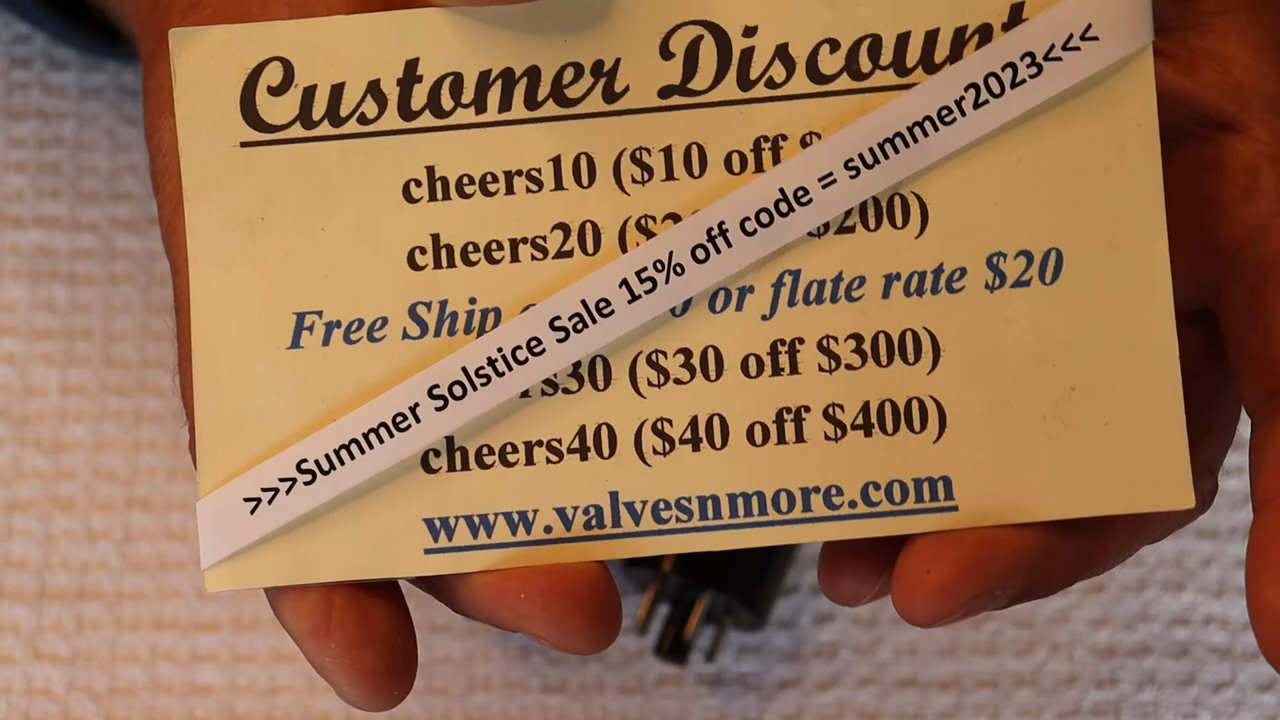 Customer Discount
cheers10 ($10 off
cheers20 200)
Free Ship or flate rate $20
($30 off $300)
cheers40 ($40 off $400)
www.valvesnmore.com
>>>Summer Solstice Sale 15% off code = summer2023<<<